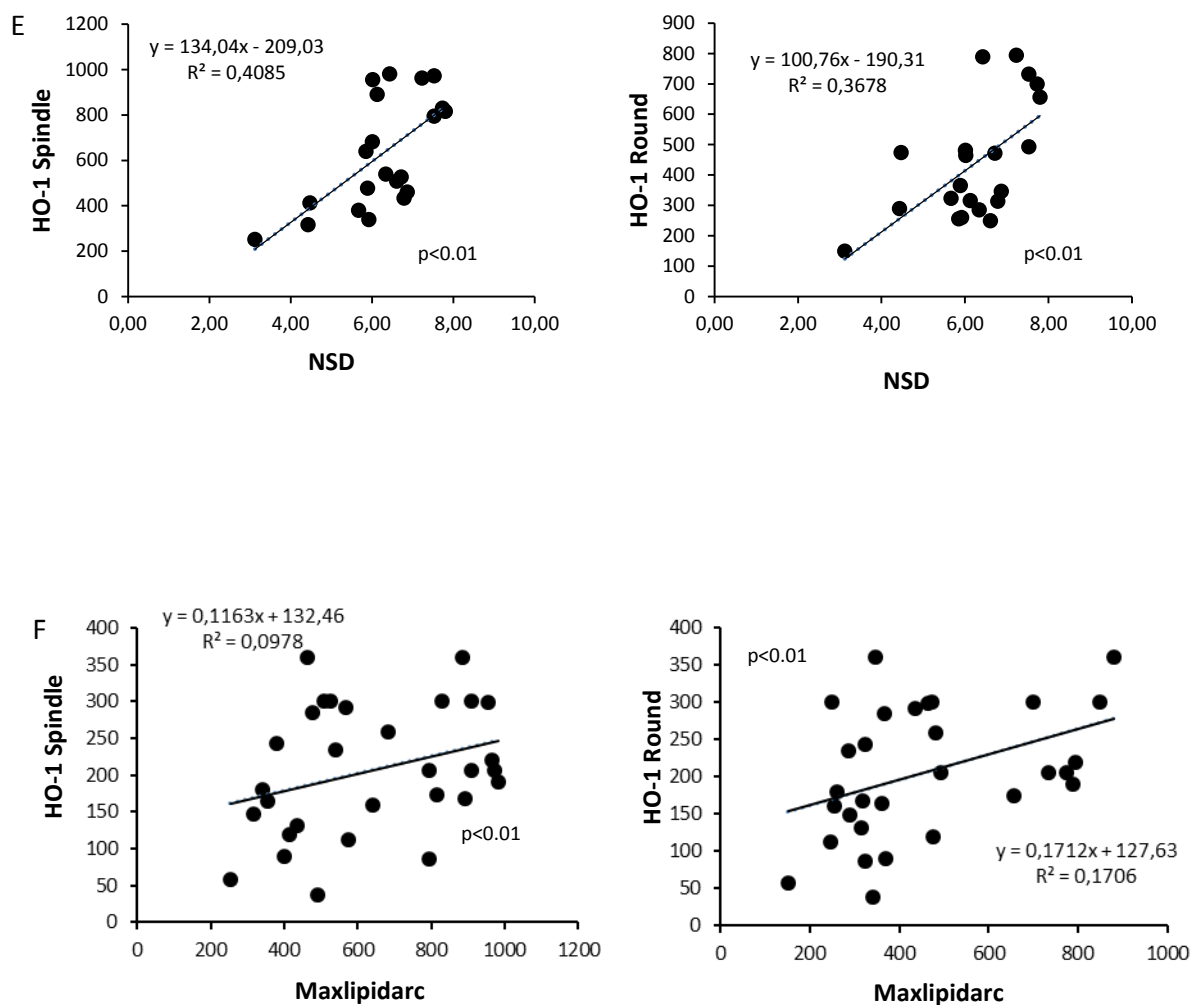 E
y = 134,04x - 209,03
R² = 0,4085
HO-1 Spindle
1200
1000
800
600
400
200
0
p<0.01
0,00 2,00 4,00 6,00 8,00 10,00
NSD
y = 100,76x - 190,31
R² = 0,3678
HO-1 Round
900
800
700
600
500
400
300
200
100
0
p<0.01
0,00 2,00 4,00 6,00 8,00 10,00
NSD
F
y = 0,1163x + 132,46
R² = 0,0978
HO-1 Spindle
400
350
300
250
200
150
100
50
0
p<0.01
0 200 400 600 800 1000 1200
Maxlipidarc
p<0.01
HO-1 Round
400
350
300
250
200
150
100
50
0
y = 0,1712x + 127,63
R² = 0,1706
0 200 400 600 800 1000
Maxlipidarc